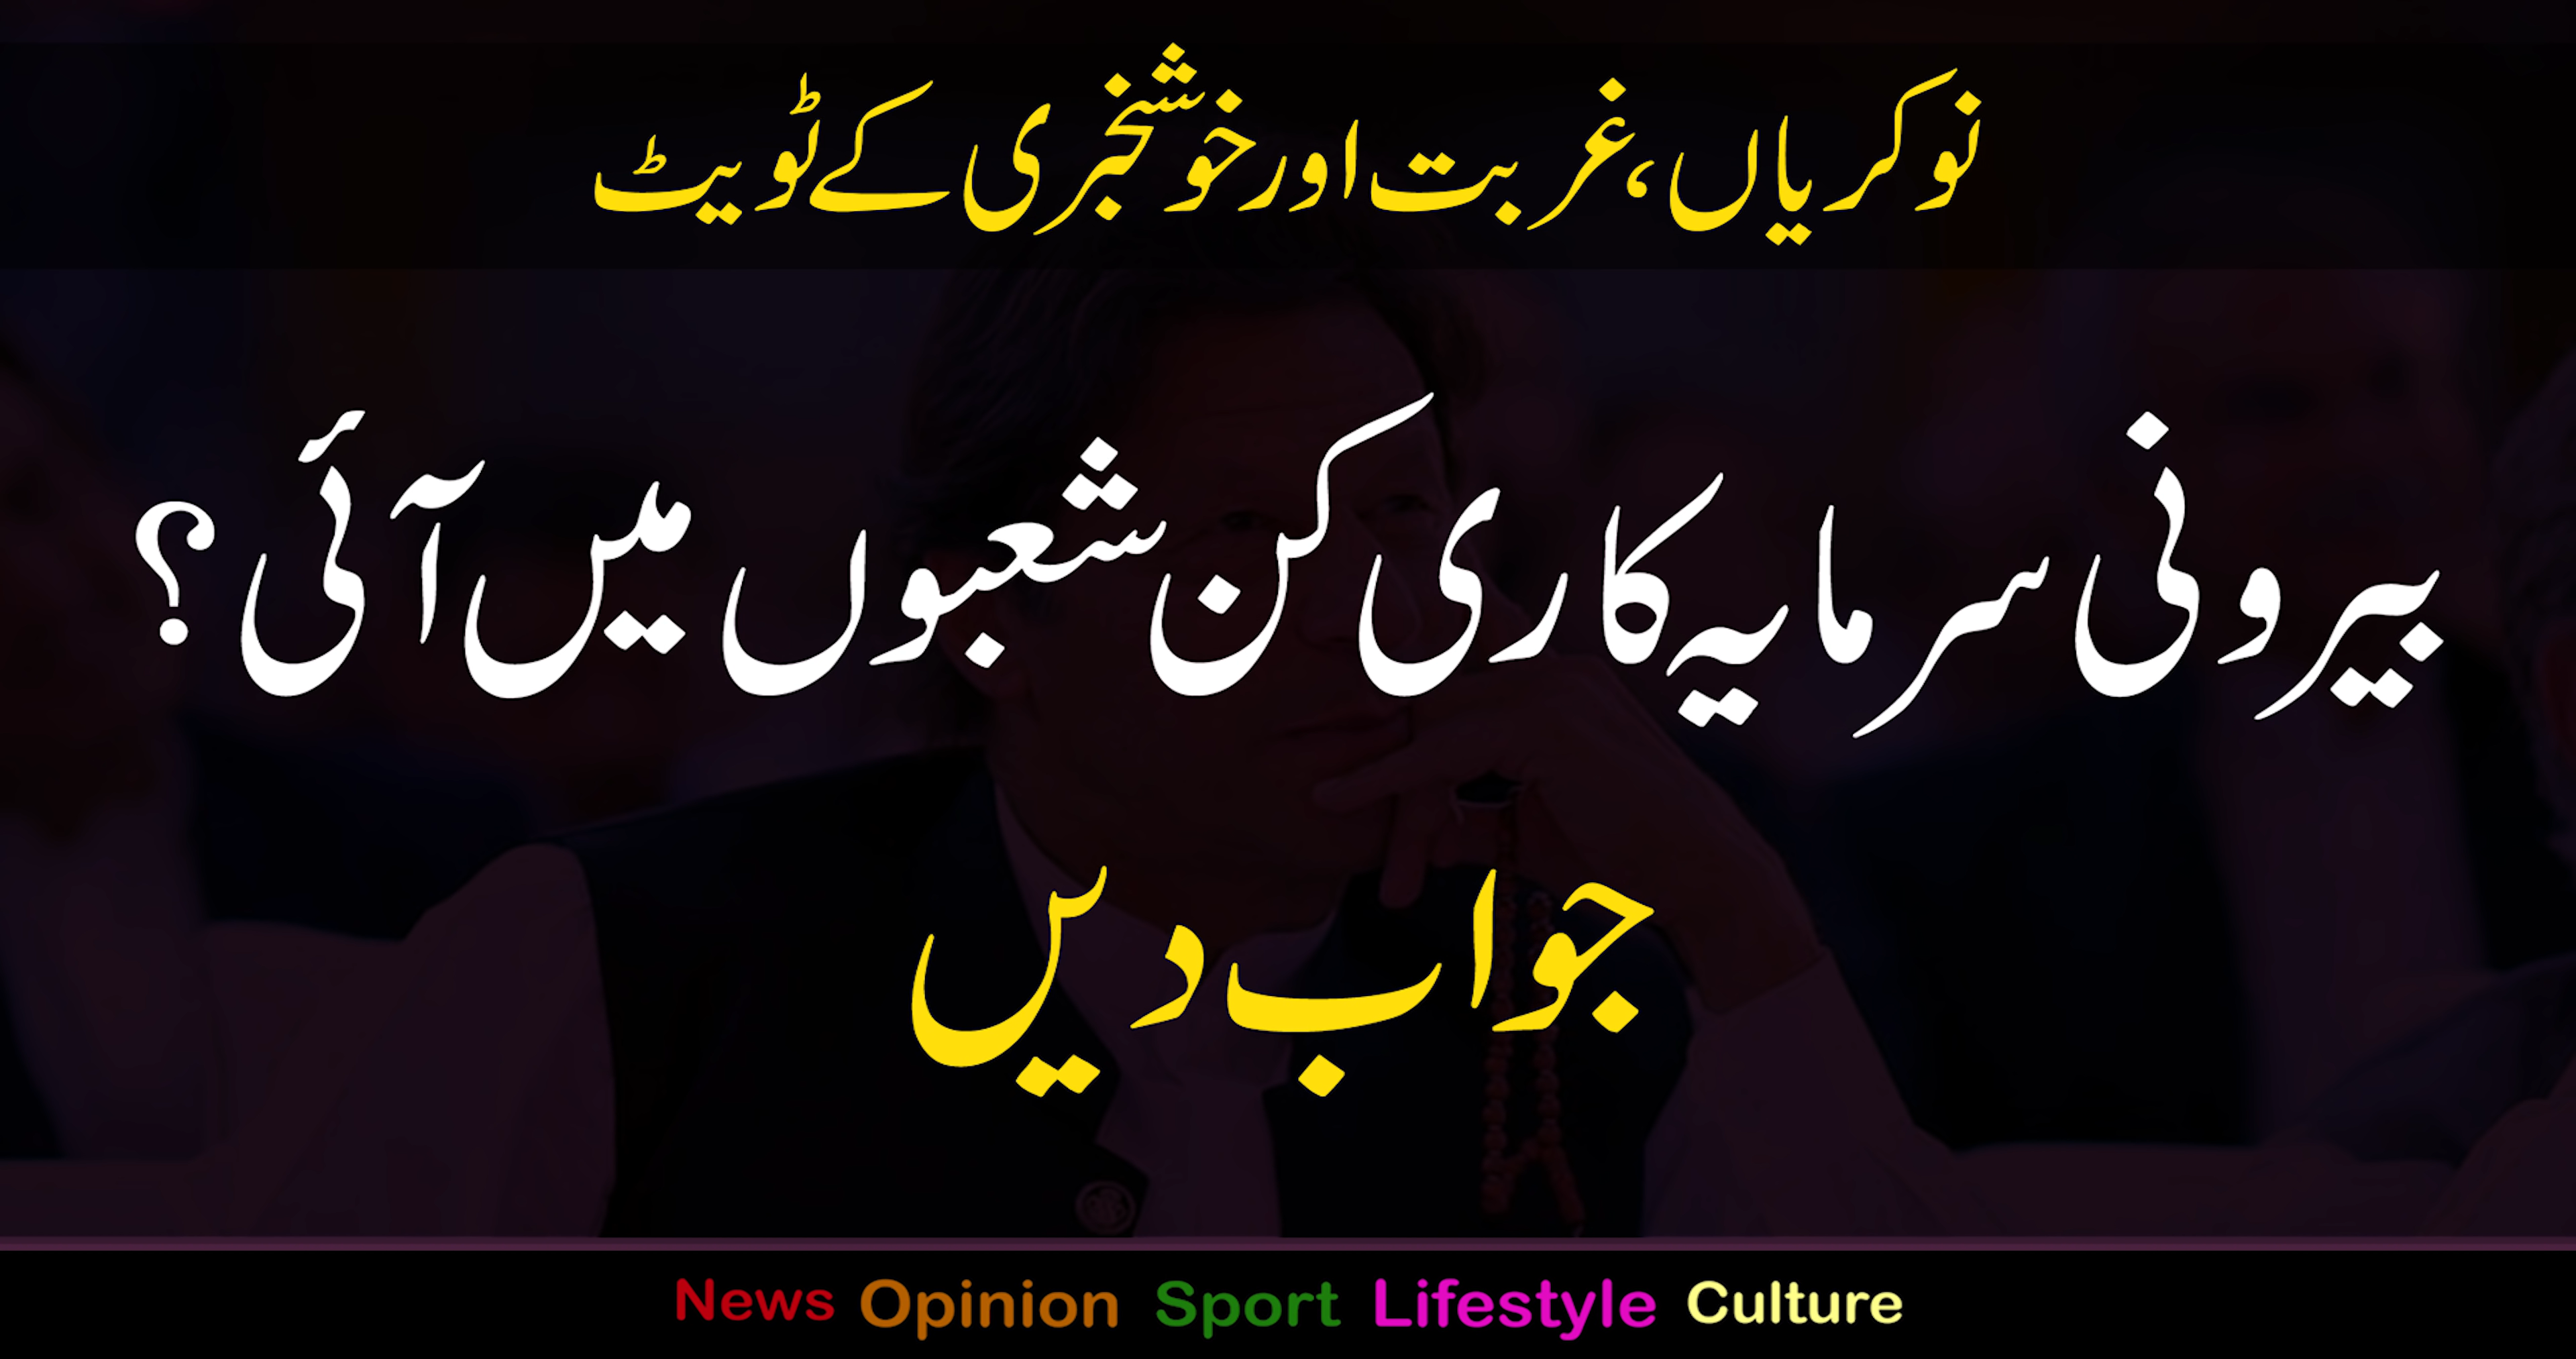 نوکریاں، غربت اور خوشخبری کے ٹویٹ
بیرونی سرمایہ کاری کن شعبوں میں آئی؟
جواب دیں
News Opinion Sport Lifestyle Culture